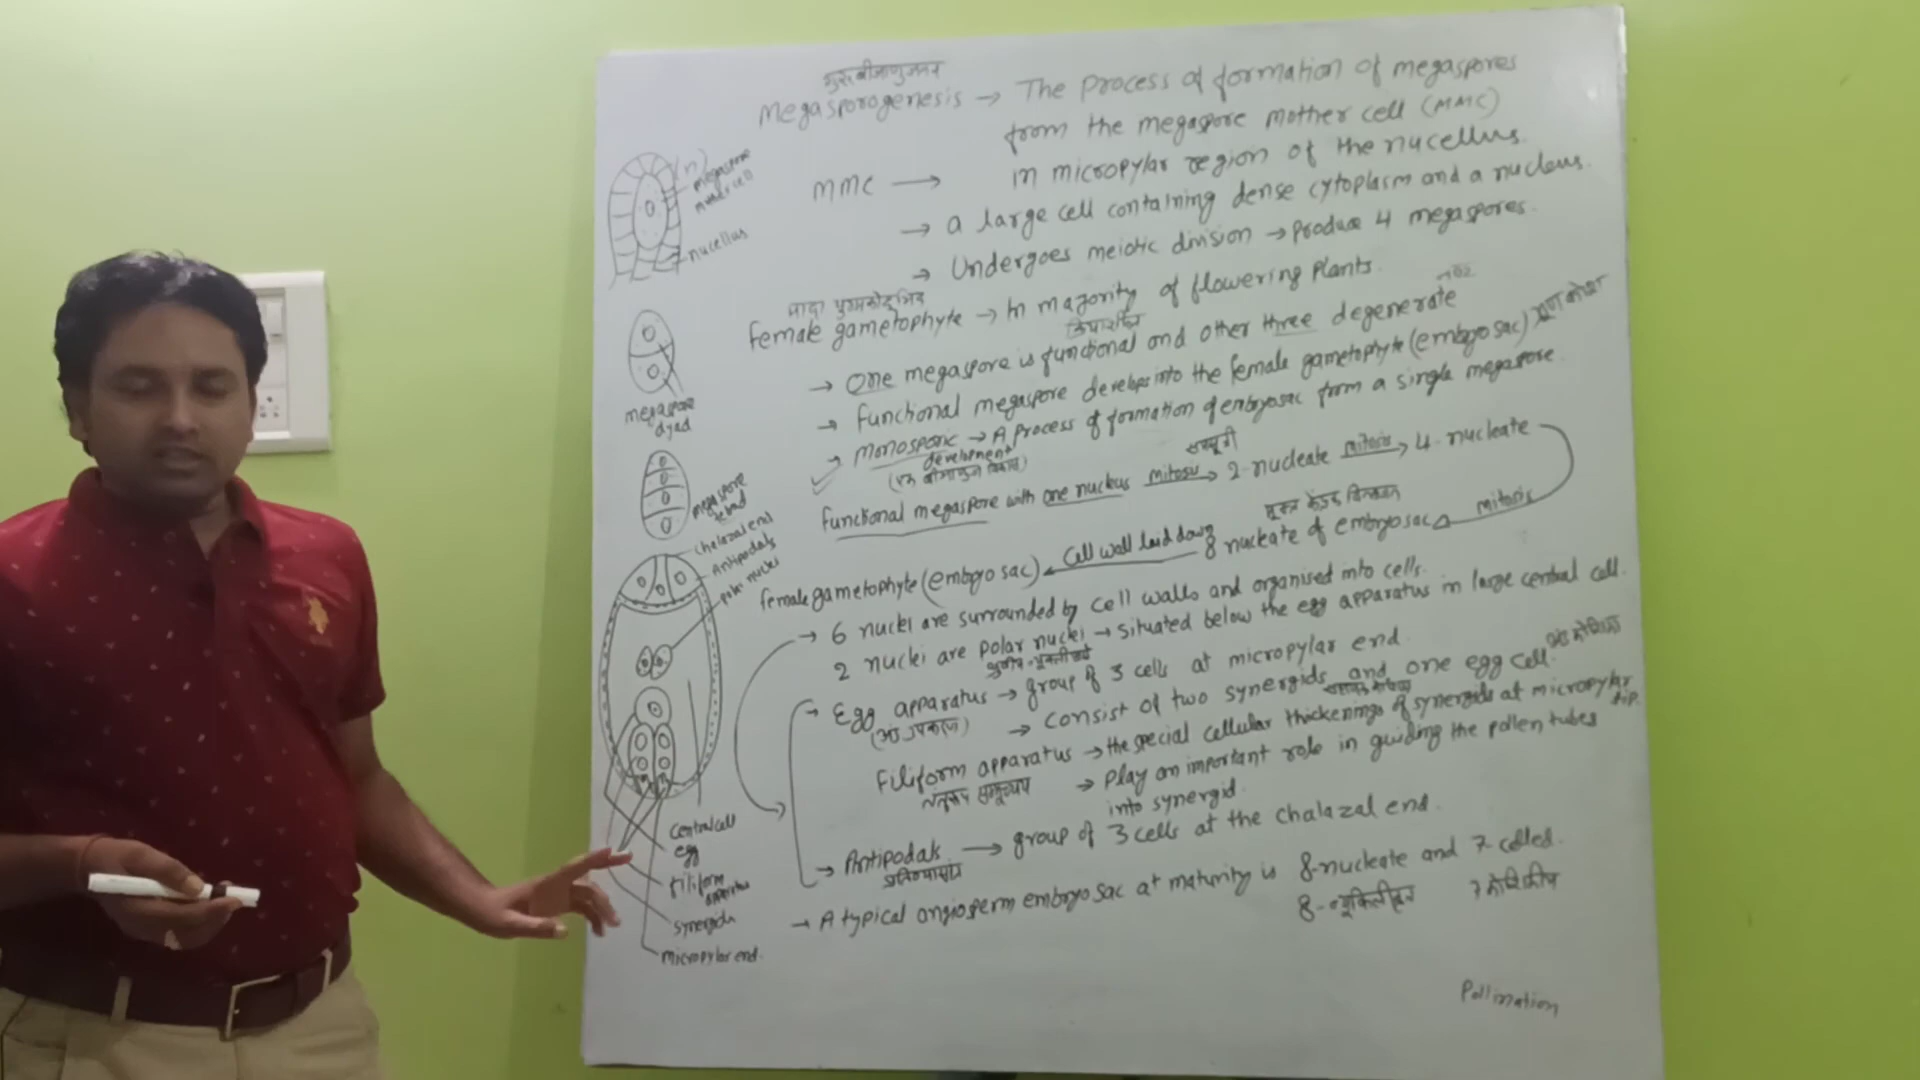 गुरुबीजाणुजनन
Megasporogenesis → The process of formation of megaspores
from the megaspore mother cell (MMC)
in micropylar region of the nucellus.
MMC → a large cell containing dense cytoplasm and a nucleus.
→ Undergoes meiotic division → produce 4 megaspores.
(n)
megaspore
mother cell
nucellus
मादा युग्मकोद्भिद
Female gametophyte → In majority of flowering plants.
क्रियाशील
→ One megaspore is functional and other three degenerate
→ Functional megaspore develops into the female gametophyte (embryo sac) भ्रूण कोश
→ monosporic → A process of formation of embryosac from a single megaspore.
development
megaspore
dyad
समसूत्री
Functional megaspore with one nucleus mitosis → 2-nucleate mitosis → 4-nucleate
mitosis
मुक्त केंद्रक विभाजन
8 nucleate of embryosac
Cell wall laid down
female gametophyte (embryo sac)
→ 6 nuclei are surrounded by cell walls and organised into cells.
2 nuclei are polar nuclei → situated below the egg apparatus in large central cell.
→ Egg apparatus → group of 3 cells at micropylar end.
→ consist of two synergids and one egg cell.
Filiform apparatus → the special cellular thickenings of synergids at micropylar
tip.
→ play an important role in guiding the pollen tubes
into synergid.
→ Antipodals → group of 3 cells at the chalazal end.
→ A typical angiosperm embryo sac at maturity is 8-nucleate and 7-celled.
megaspore
tetrad
chalazal end
Antipodals
polar nuclei
central cell
egg
filiform
apparatus
synergids
micropylar end.
Pollination